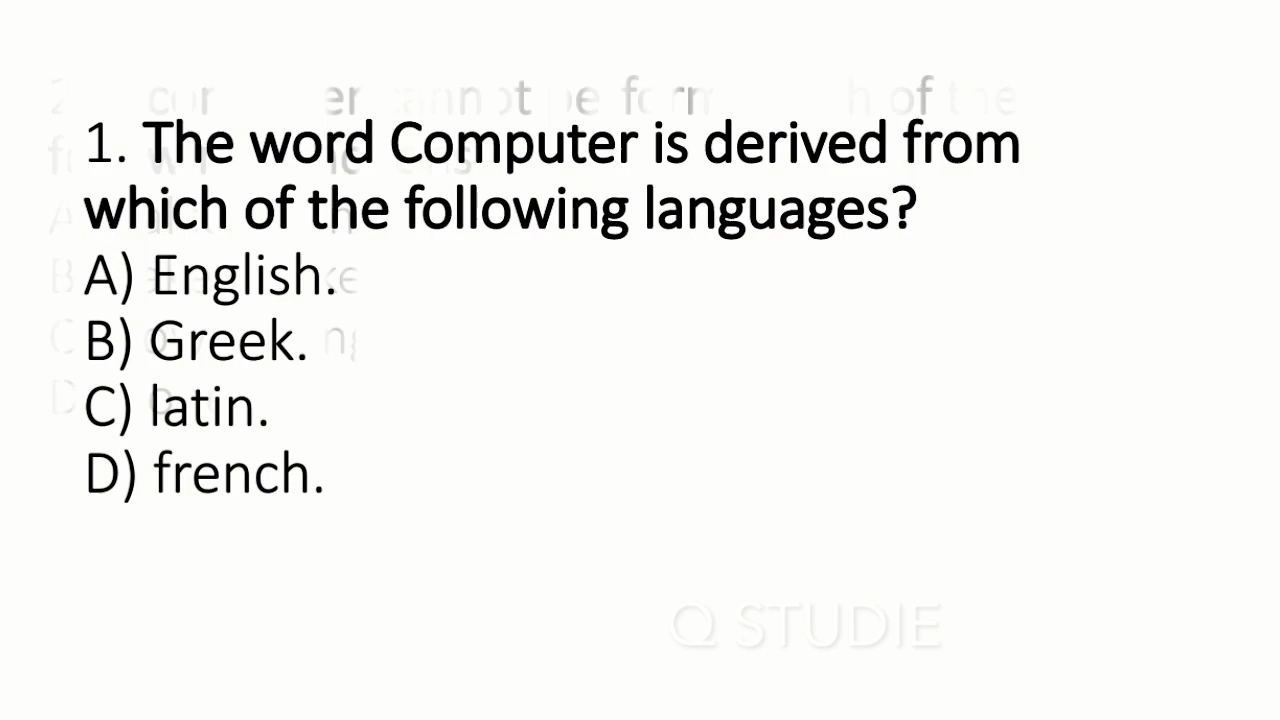 1. The word Computer is derived from
which of the following languages?
A) English.
B) Greek.
C) latin.
D) french.
Q STUDIE